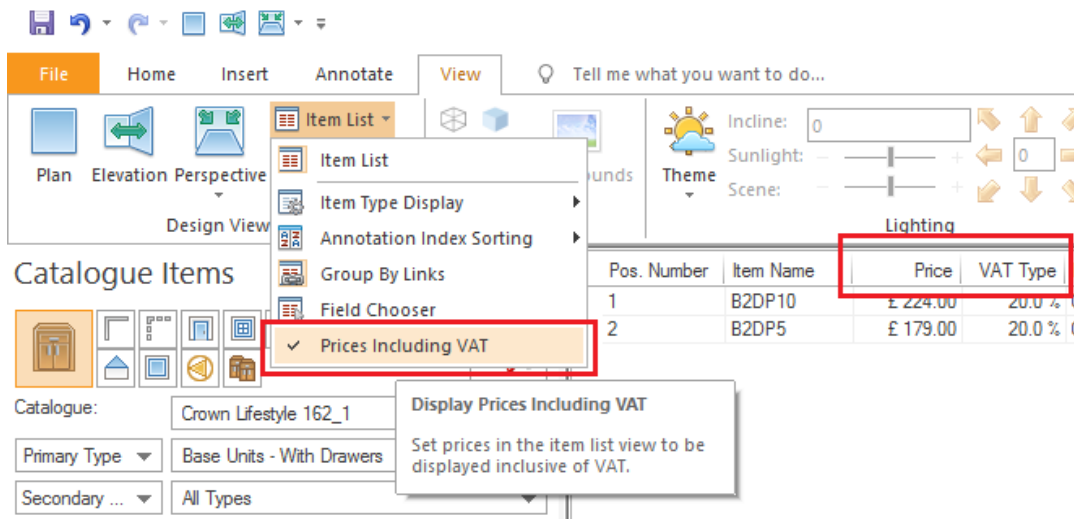 File Home Insert Annotate View Tell me what you want to do...
Item List
Plan Elevation Perspective
Design View
Item List
Item Type Display
Annotation Index Sorting
Group By Links
Field Chooser
Prices Including VAT
Theme
Incline: 0
Sunlight: 0
Scene:
Lighting
Catalogue Items
Pos. Number Item Name Price VAT Type
1 B2DP10 £ 224.00 20.0 %
2 B2DP5 £ 179.00 20.0 %
Catalogue: Crown Lifestyle 162_1
Primary Type Base Units - With Drawers
Secondary ... All Types
Display Prices Including VAT
Set prices in the item list view to be
displayed inclusive of VAT.